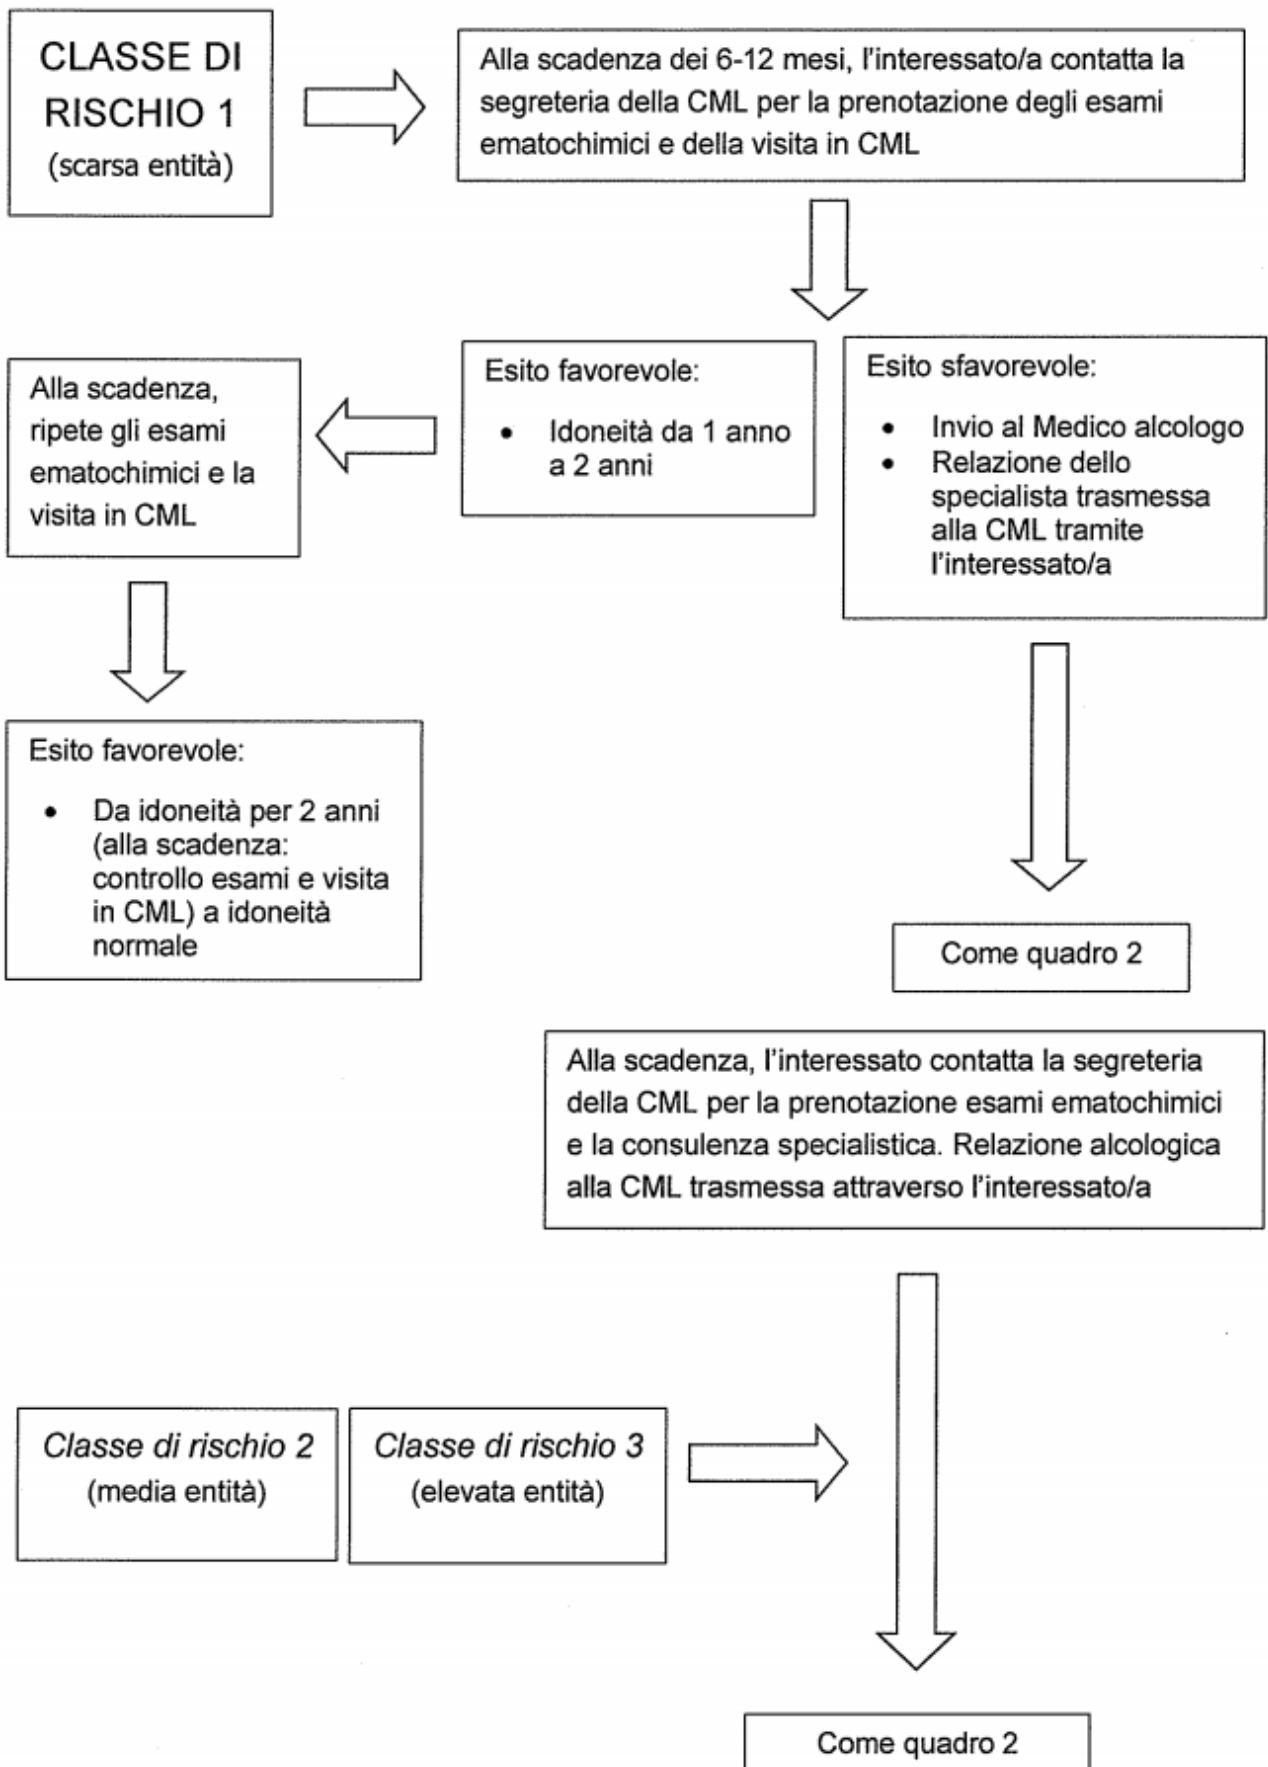 CLASSE DI
RISCHIO 1
(scarsa entità)
Alla scadenza dei 6-12 mesi, l'interessato/a contatta la
segreteria della CML per la prenotazione degli esami
ematochimici e della visita in CML
Alla scadenza,
ripete gli esami
ematochimici e la
visita in CML
Esito favorevole:
• Idoneità da 1 anno
a 2 anni
Esito sfavorevole:
• Invio al Medico alcologo
• Relazione dello
specialista trasmessa
alla CML tramite
l'interessato/a
Esito favorevole:
• Da idoneità per 2 anni
(alla scadenza:
controllo esami e visita
in CML) a idoneità
normale
Come quadro 2
Alla scadenza, l'interessato contatta la segreteria
della CML per la prenotazione esami ematochimici
e la consulenza specialistica. Relazione alcologica
alla CML trasmessa attraverso l'interessato/a
Classe di rischio 2
(media entità)
Classe di rischio 3
(elevata entità)
Come quadro 2